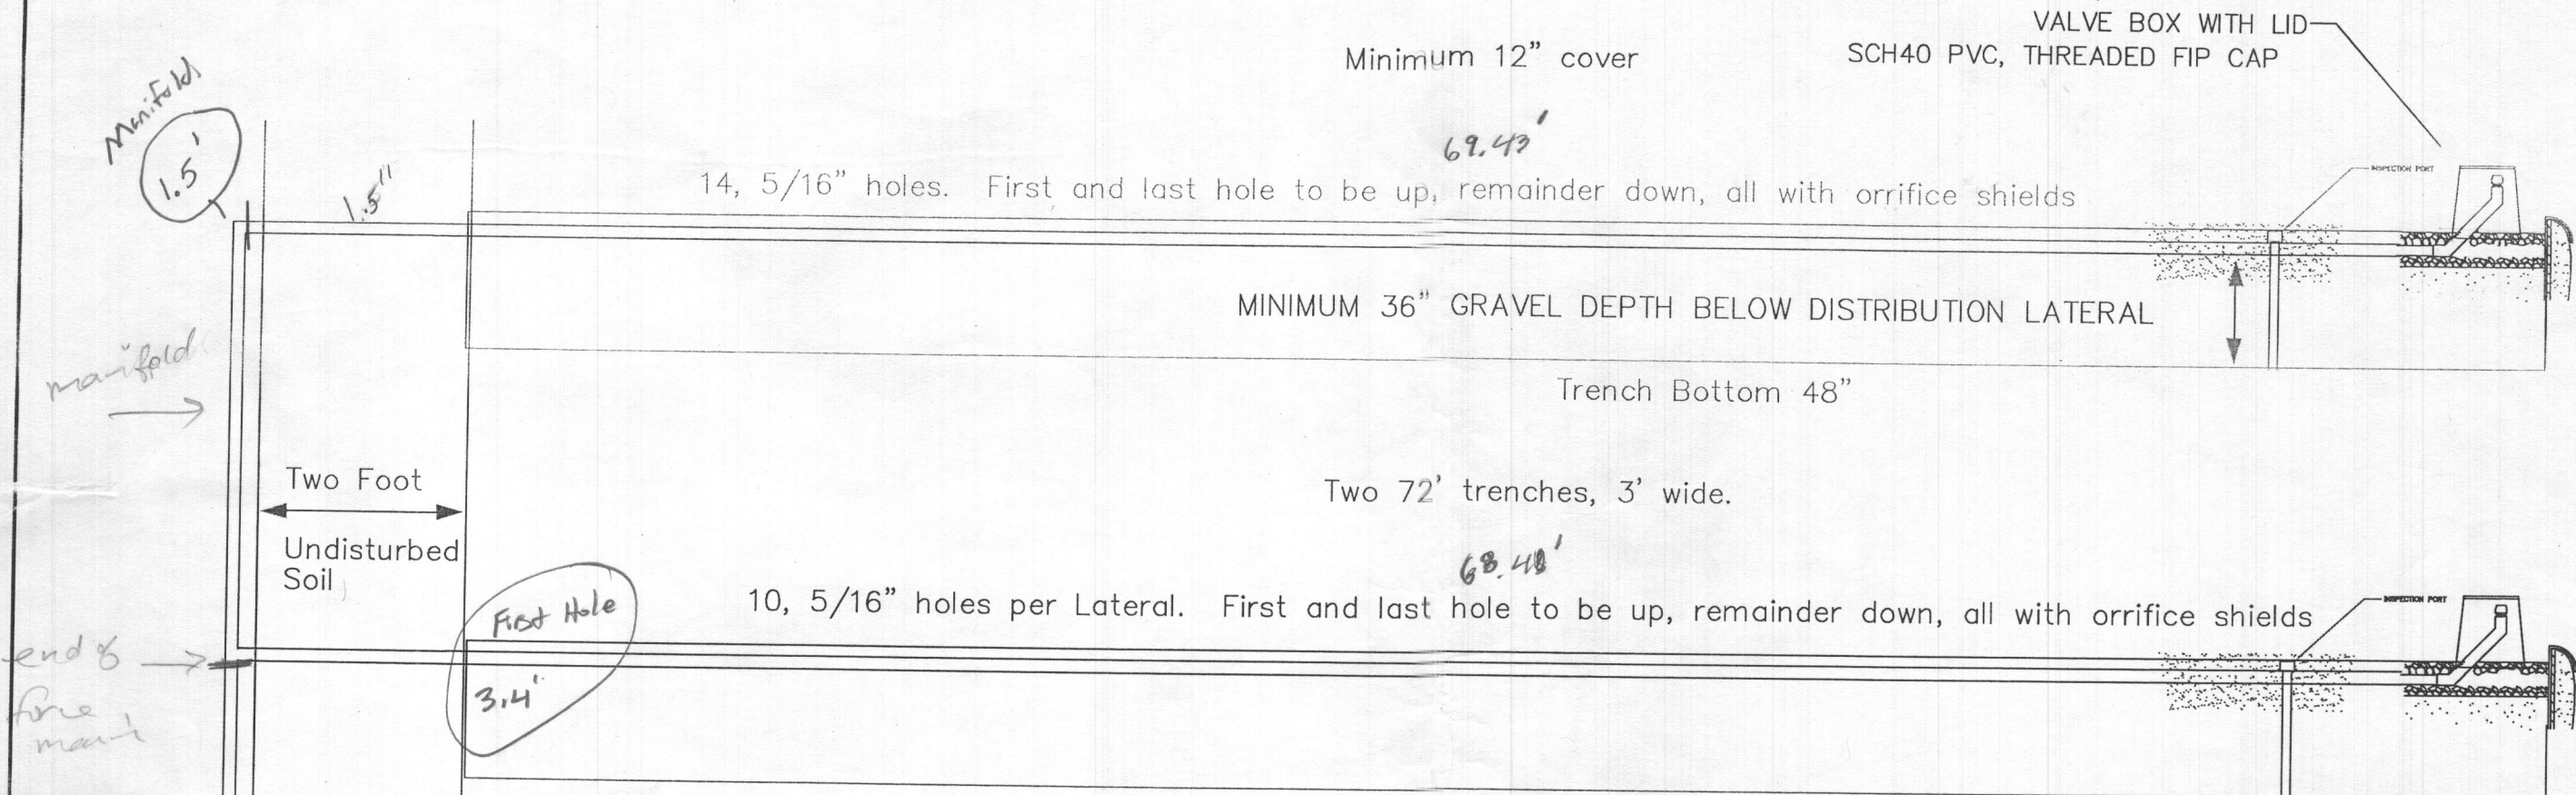 VALVE BOX WITH LID
SCH40 PVC, THREADED FIP CAP
Minimum 12” cover
Manifold
1.5'
1.5"
69.43'
14, 5/16” holes. First and last hole to be up, remainder down, all with orrifice shields
INSPECTION PORT
MINIMUM 36” GRAVEL DEPTH BELOW DISTRIBUTION LATERAL
manifold
Trench Bottom 48”
Two Foot
Undisturbed
Soil
Two 72’ trenches, 3’ wide.
First Hole
3.4'
10, 5/16” holes per Lateral. First and last hole to be up, remainder down, all with orrifice shields
INSPECTION PORT
end of
force
main